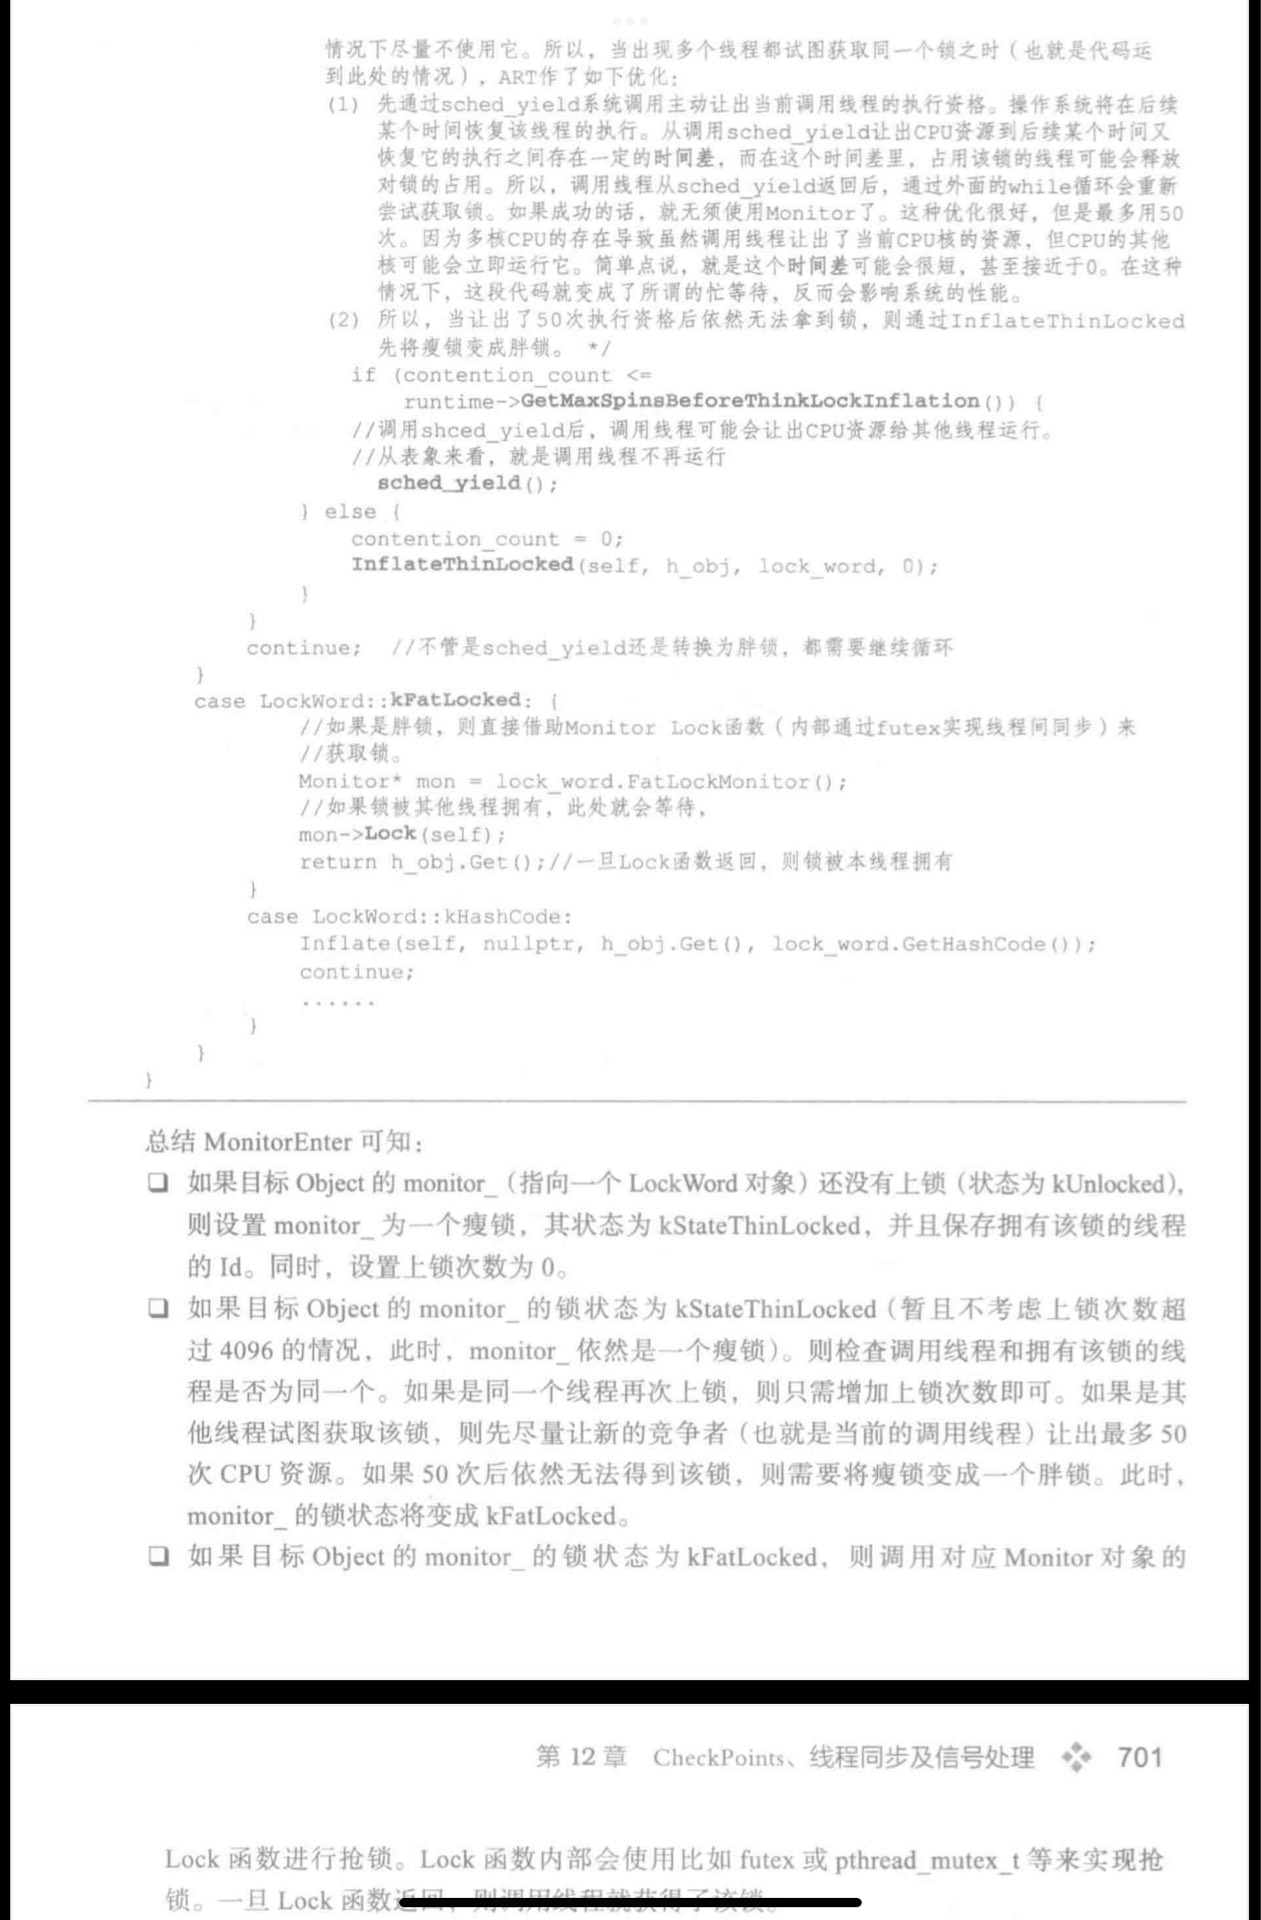 情况下尽量不使用它。所以，当出现多个线程都试图获取同一个锁之时（也就是代码运
到此处的情况），ART作了如下优化：
(1) 先通过sched_yield系统调用主动让出当前调用线程的执行资格。操作系统将在后续
某个时间恢复该线程的执行。从调用sched_yield让出CPU资源到后续某个时间又
恢复它的执行之间存在一定的时间差，而在这个时间差里，占用该锁的线程可能会释放
对锁的占用。所以，调用线程从sched_yield返回后，通过外面的while循环会重新
尝试获取锁。如果成功的话，就无须使用Monitor了。这种优化很好，但是最多用50
次。因为多核CPU的存在导致虽然调用线程让出了当前CPU核的资源，但CPU的其他
核可能会立即运行它。简单点说，就是这个时间差可能会很短，甚至接近于0。在这种
情况下，这段代码就变成了所谓的忙等待，反而会影响系统的性能。
(2) 所以，当让出了50次执行资格后依然无法拿到锁，则通过InflateThinLocked
先将瘦锁变成胖锁。 */
if (contention_count <=
runtime->GetMaxSpinsBeforeThinkLockInflation()) {
//调用shced_yield后，调用线程可能会让出CPU资源给其他线程运行。
//从表象来看，就是调用线程不再运行
sched_yield();
} else {
contention_count = 0;
InflateThinLocked(self, h_obj, lock_word, 0);
}
}
continue; //不管是sched_yield还是转换为胖锁，都需要继续循环
}
case LockWord::kFatLocked: {
//如果是胖锁，则直接借助Monitor Lock函数（内部通过futex实现线程间同步）来
//获取锁。
Monitor* mon = lock_word.FatLockMonitor();
//如果锁被其他线程拥有，此处就会等待，
mon->Lock(self);
return h_obj.Get();//一旦Lock函数返回，则锁被本线程拥有
}
case LockWord::kHashCode:
Inflate(self, nullptr, h_obj.Get(), lock_word.GetHashCode());
continue;
......
}
}
}
总结 MonitorEnter 可知：
❑ 如果目标 Object 的 monitor_（指向一个 LockWord 对象）还没有上锁（状态为 kUnlocked），
则设置 monitor_ 为一个瘦锁，其状态为 kStateThinLocked，并且保存拥有该锁的线程
的 Id。同时，设置上锁次数为 0。
❑ 如果目标 Object 的 monitor_ 的锁状态为 kStateThinLocked（暂且不考虑上锁次数超
过 4096 的情况，此时，monitor_ 依然是一个瘦锁）。则检查调用线程和拥有该锁的线
程是否为同一个。如果是同一个线程再次上锁，则只需增加上锁次数即可。如果是其
他线程试图获取该锁，则先尽量让新的竞争者（也就是当前的调用线程）让出最多 50
次 CPU 资源。如果 50 次后依然无法得到该锁，则需要将瘦锁变成一个胖锁。此时，
monitor_ 的锁状态将变成 kFatLocked。
❑ 如果目标 Object 的 monitor_ 的锁状态为 kFatLocked，则调用对应 Monitor 对象的
第 12 章 CheckPoints、线程同步及信号处理 701
Lock 函数进行抢锁。Lock 函数内部会使用比如 futex 或 pthread_mutex_t 等来实现抢
锁。一旦 Lock 函数返回，则调用线程就获得了该锁。